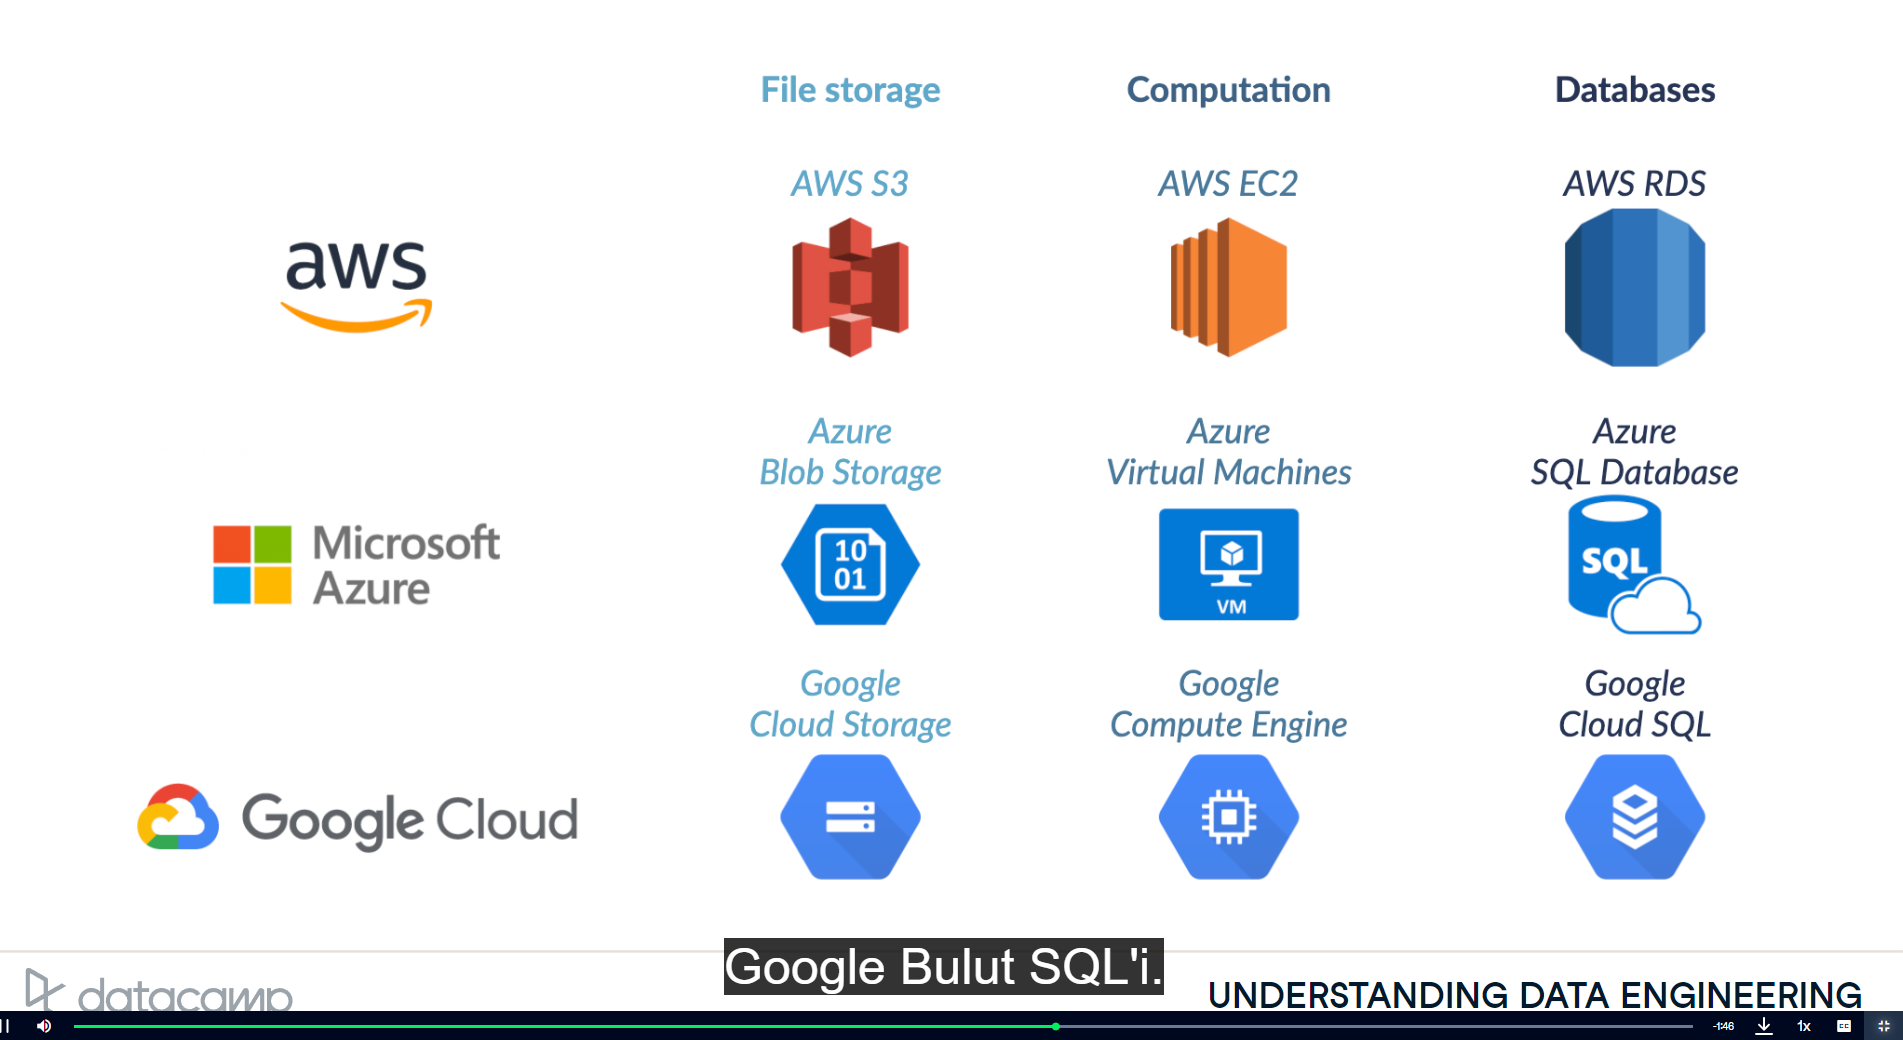 File storage Computation Databases
AWS S3 AWS EC2 AWS RDS
aws
Azure Azure Azure
Blob Storage Virtual Machines SQL Database
10
01
VM
SQL
Microsoft
Azure
Google Google Google
Cloud Storage Compute Engine Cloud SQL
Google Cloud
Google Bulut SQL'i.
datacamp
UNDERSTANDING DATA ENGINEERING
-1:46
1x
CC